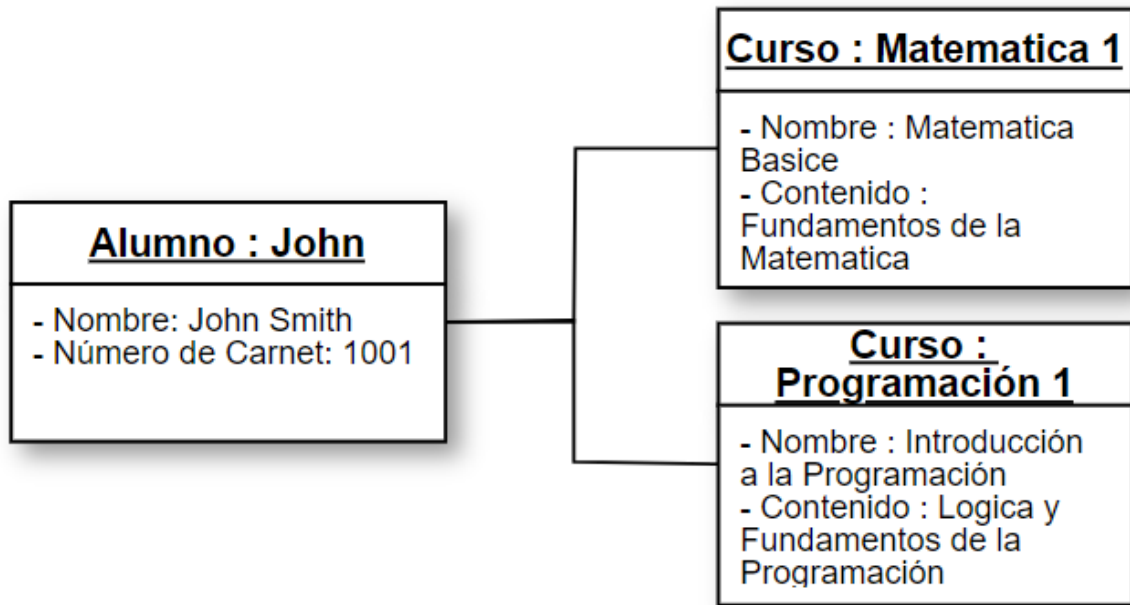 Alumno : John
- Nombre: John Smith
- Número de Carnet: 1001
Curso : Matematica 1
- Nombre : Matematica
Basice
- Contenido :
Fundamentos de la
Matematica
Curso :
Programación 1
- Nombre : Introducción
a la Programación
- Contenido : Logica y
Fundamentos de la
Programación